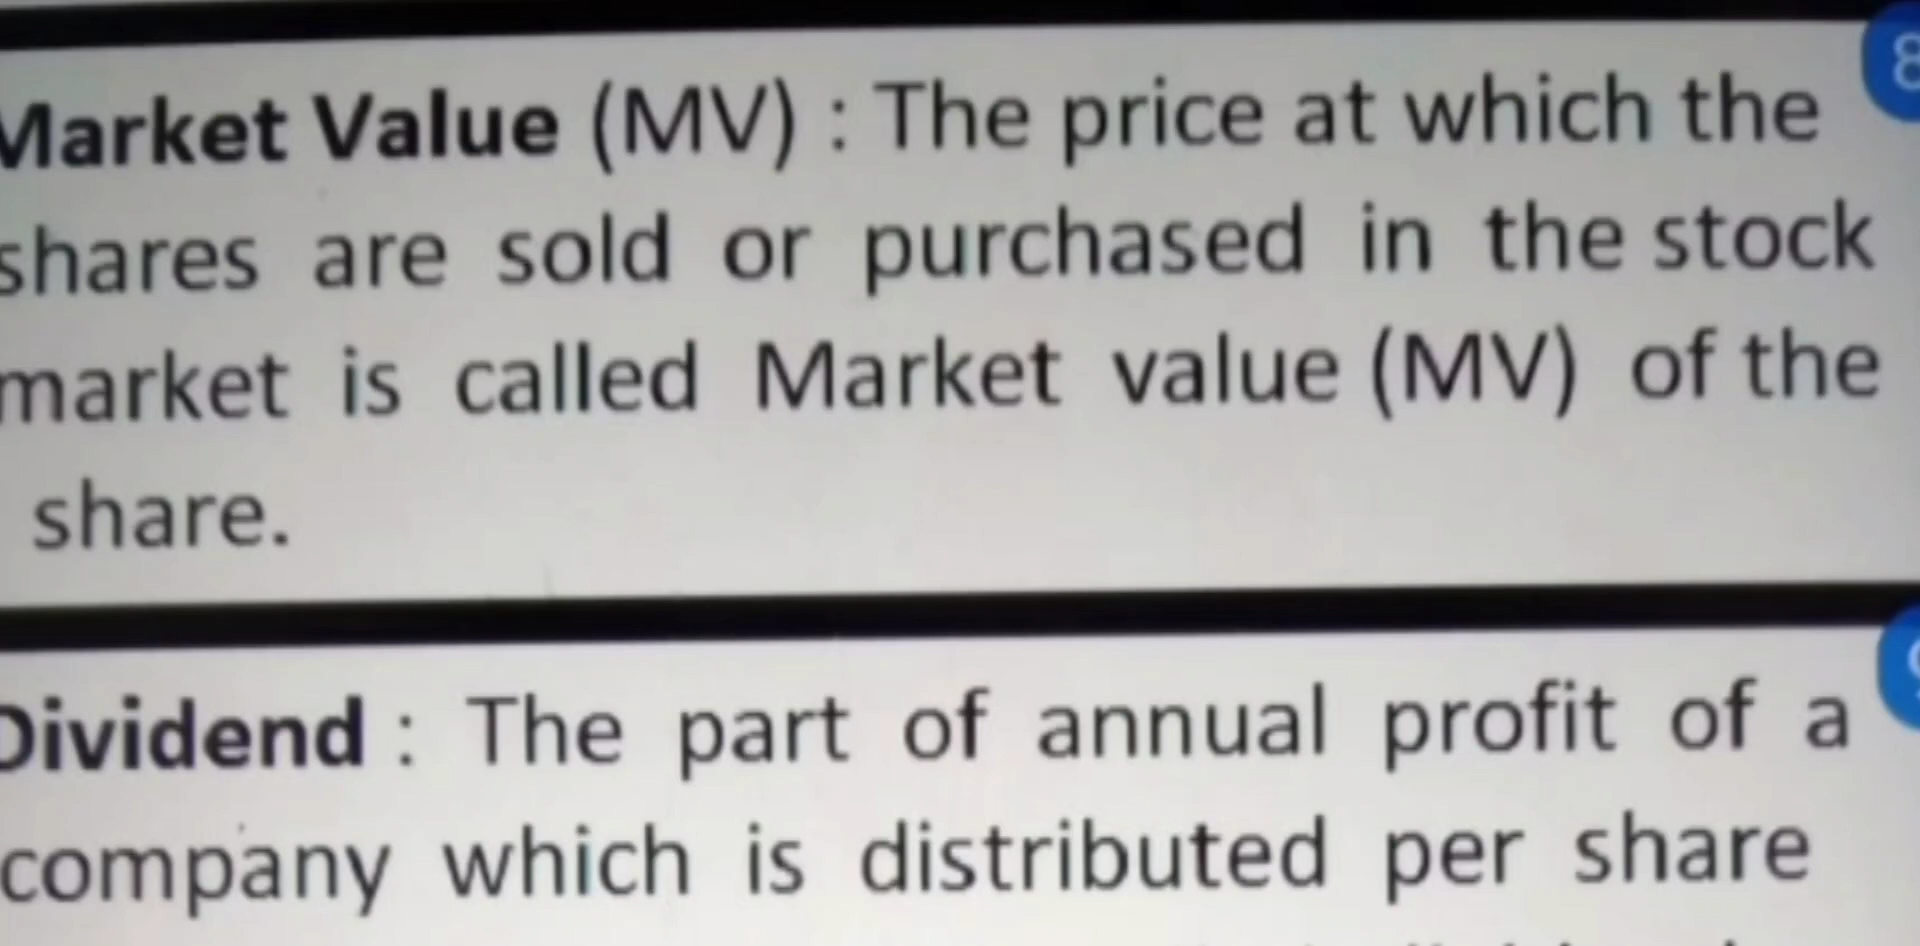 Market Value (MV) : The price at which the
8
shares are sold or purchased in the stock
market is called Market value (MV) of the
share.
Dividend : The part of annual profit of a
company which is distributed per share